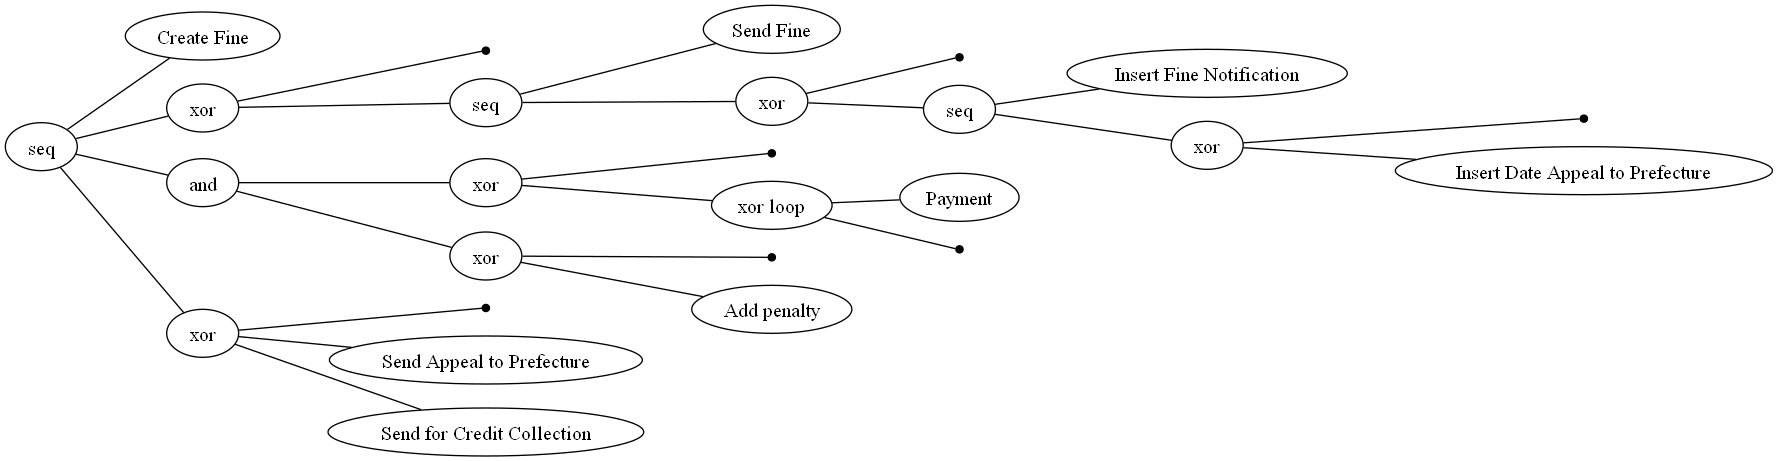 Create Fine
Send Fine
Insert Fine Notification
xor
seq
xor
seq
seq
xor
Insert Date Appeal to Prefecture
and
xor
xor loop
Payment
xor
Add penalty
xor
Send Appeal to Prefecture
Send for Credit Collection